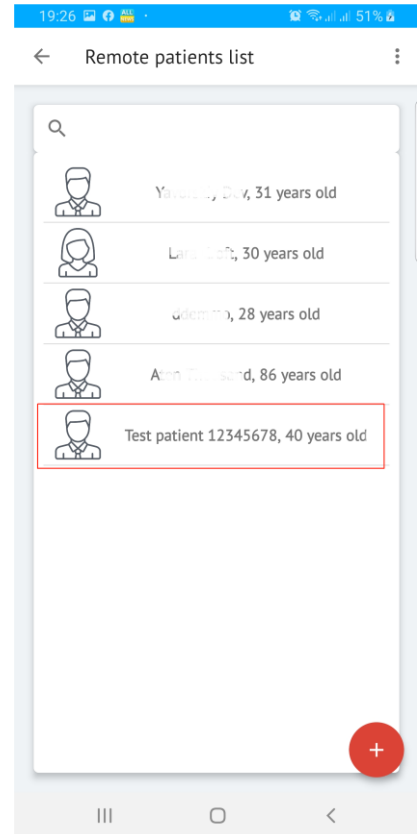 19:26 ALL 51%
Remote patients list
31 years old
30 years old
28 years old
86 years old
Test patient 12345678, 40 years old